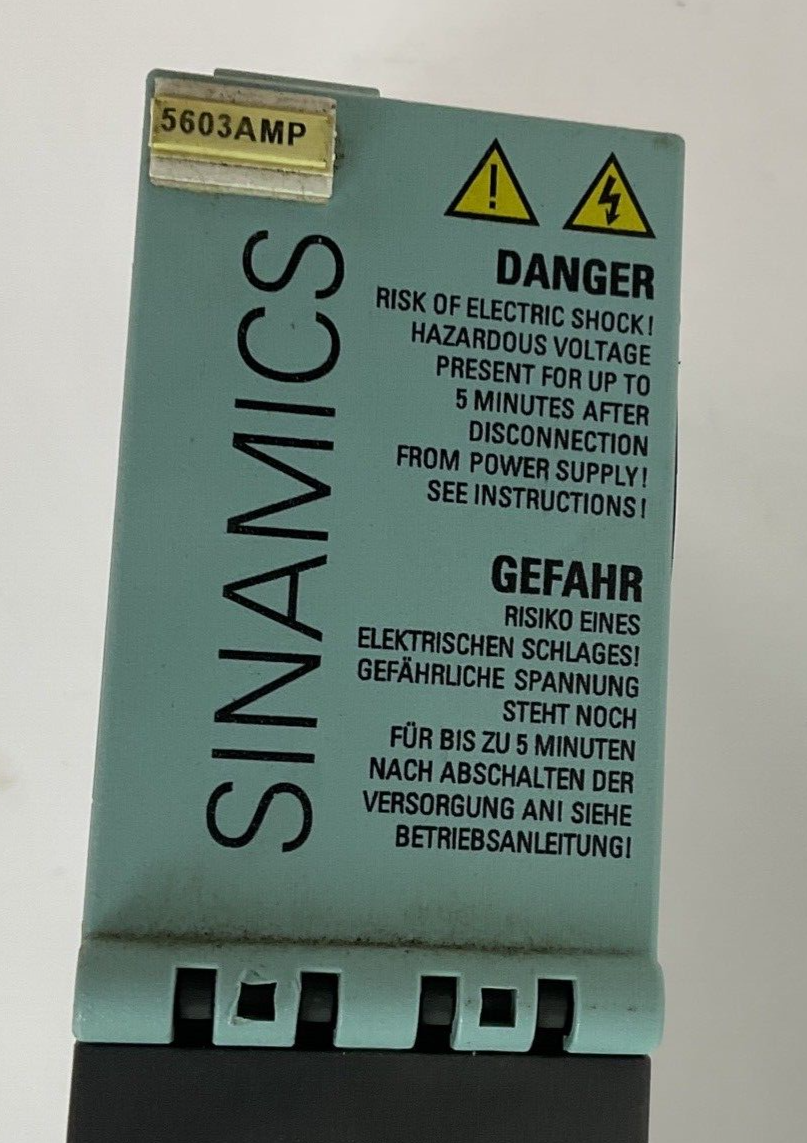 5603AMP
SINAMICS
DANGER
RISK OF ELECTRIC SHOCK!
HAZARDOUS VOLTAGE
PRESENT FOR UP TO
5 MINUTES AFTER
DISCONNECTION
FROM POWER SUPPLY!
SEE INSTRUCTIONS!
GEFAHR
RISIKO EINES
ELEKTRISCHEN SCHLAGES!
GEFÄHRLICHE SPANNUNG
STEHT NOCH
FÜR BIS ZU 5 MINUTEN
NACH ABSCHALTEN DER
VERSORGUNG AN! SIEHE
BETRIEBSANLEITUNG!